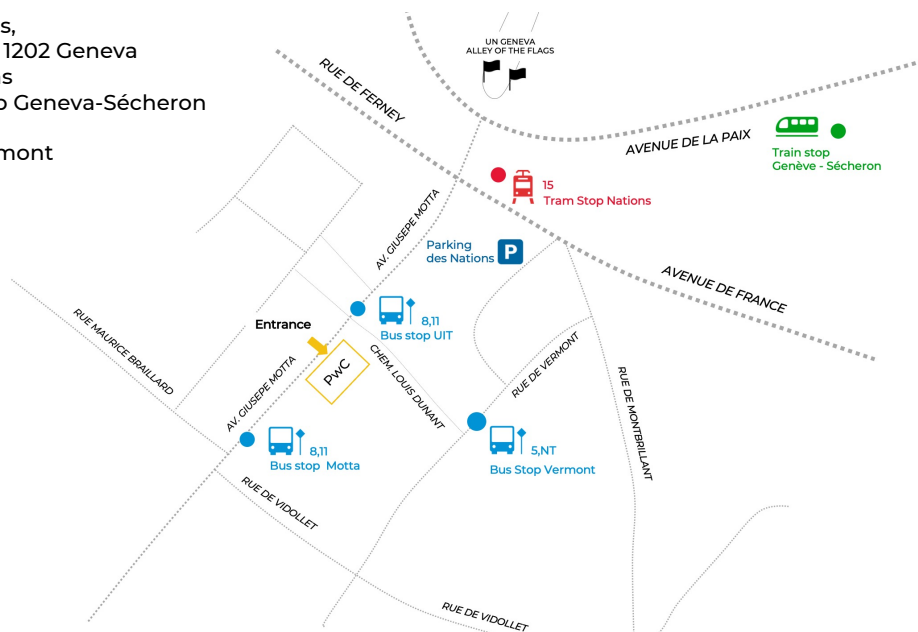 s,
1202 Geneva
s
o Geneva-Sécheron
mont
UN GENEVA
ALLEY OF THE FLAGS
RUE DE FERNEY
AVENUE DE LA PAIX
Train stop
Genève - Sécheron
15
Tram Stop Nations
AV. GIUSEPE MOTTA
Parking
des Nations P
AVENUE DE FRANCE
8,11
Bus stop UIT
Entrance
RUE MAURICE BRAILLARD
PwC
CHEM. LOUIS DUNANT
RUE DE VERMONT
AV. GIUSEPE MOTTA
RUE DE MONTBRILLANT
8,11
Bus stop Motta
5,NT
Bus Stop Vermont
RUE DE VIDOLLET
RUE DE VIDOLLET